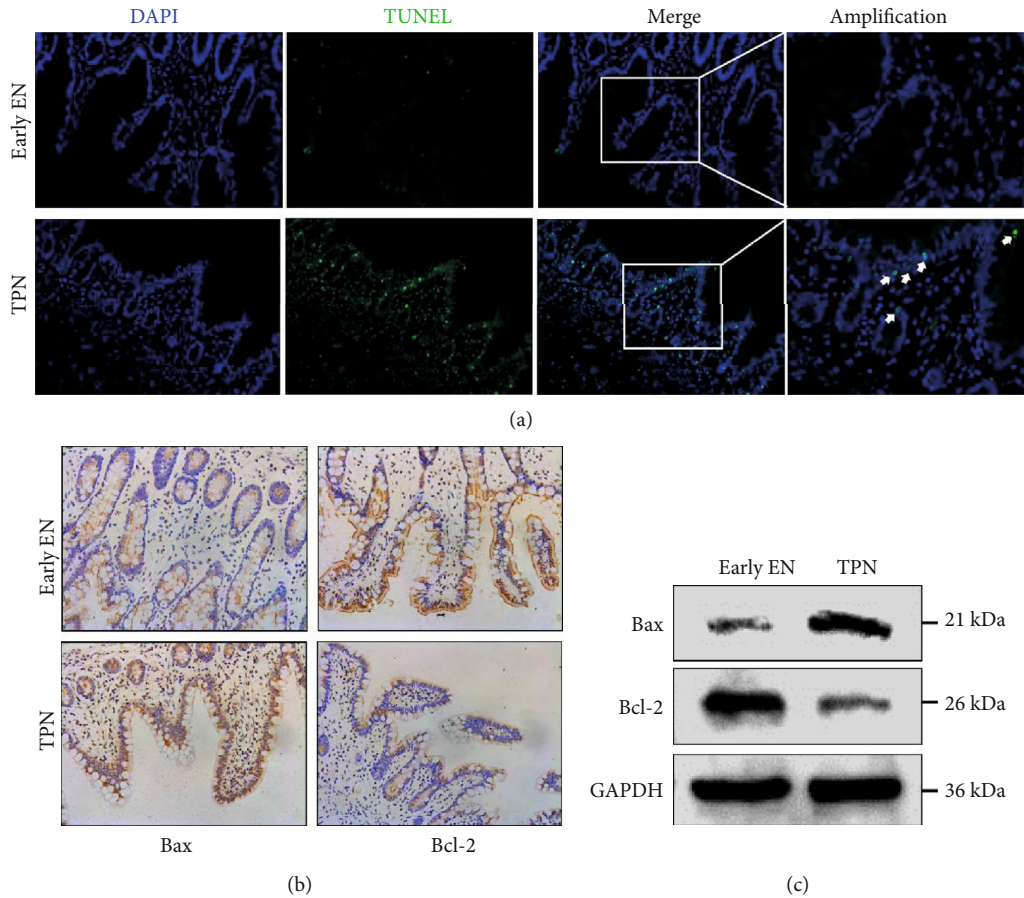 DAPI TUNEL Merge Amplification
Early EN
TPN
(a)
Early EN
TPN
Bax Bcl-2
(b)
Early EN TPN
Bax 21 kDa
Bcl-2 26 kDa
GAPDH 36 kDa
(c)